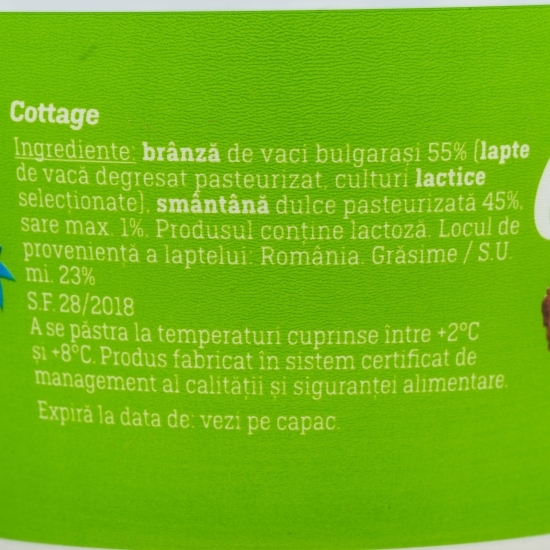 Cottage
Ingrediente: brânză de vaci bulgarași 55% (lapte
de vacă degresat pasteurizat, culturi lactice
selecționate), smântână dulce pasteurizată 45%,
sare max. 1%. Produsul conține lactoză. Locul de
proveniență a laptelui: România. Grăsime / S.U.
mi. 23%
S.F. 28/2018
A se păstra la temperaturi cuprinse între +2°C
și +8°C. Produs fabricat în sistem certificat de
management al calității și siguranței alimentare.
Expiră la data de: vezi pe capac.